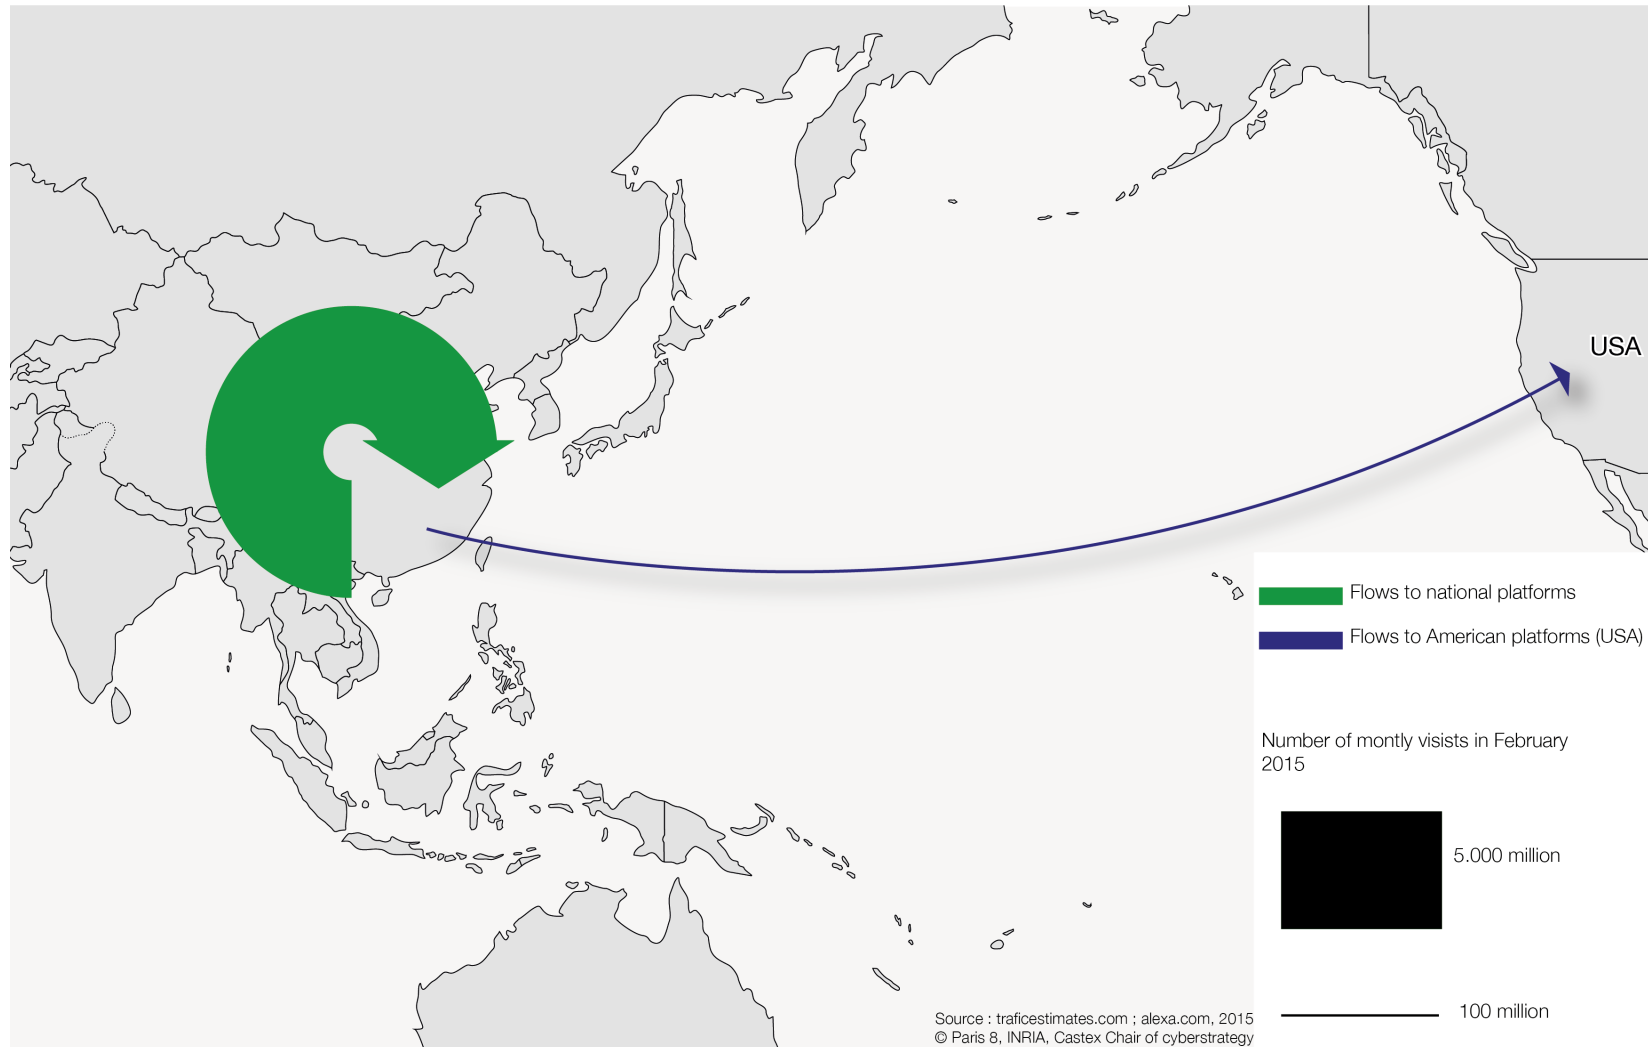 USA
Flows to national platforms
Flows to American platforms (USA)
Number of montly visists in February
2015
5.000 million
100 million
Source : traficestimates.com ; alexa.com, 2015
© Paris 8, INRIA, Castex Chair of cyberstrategy